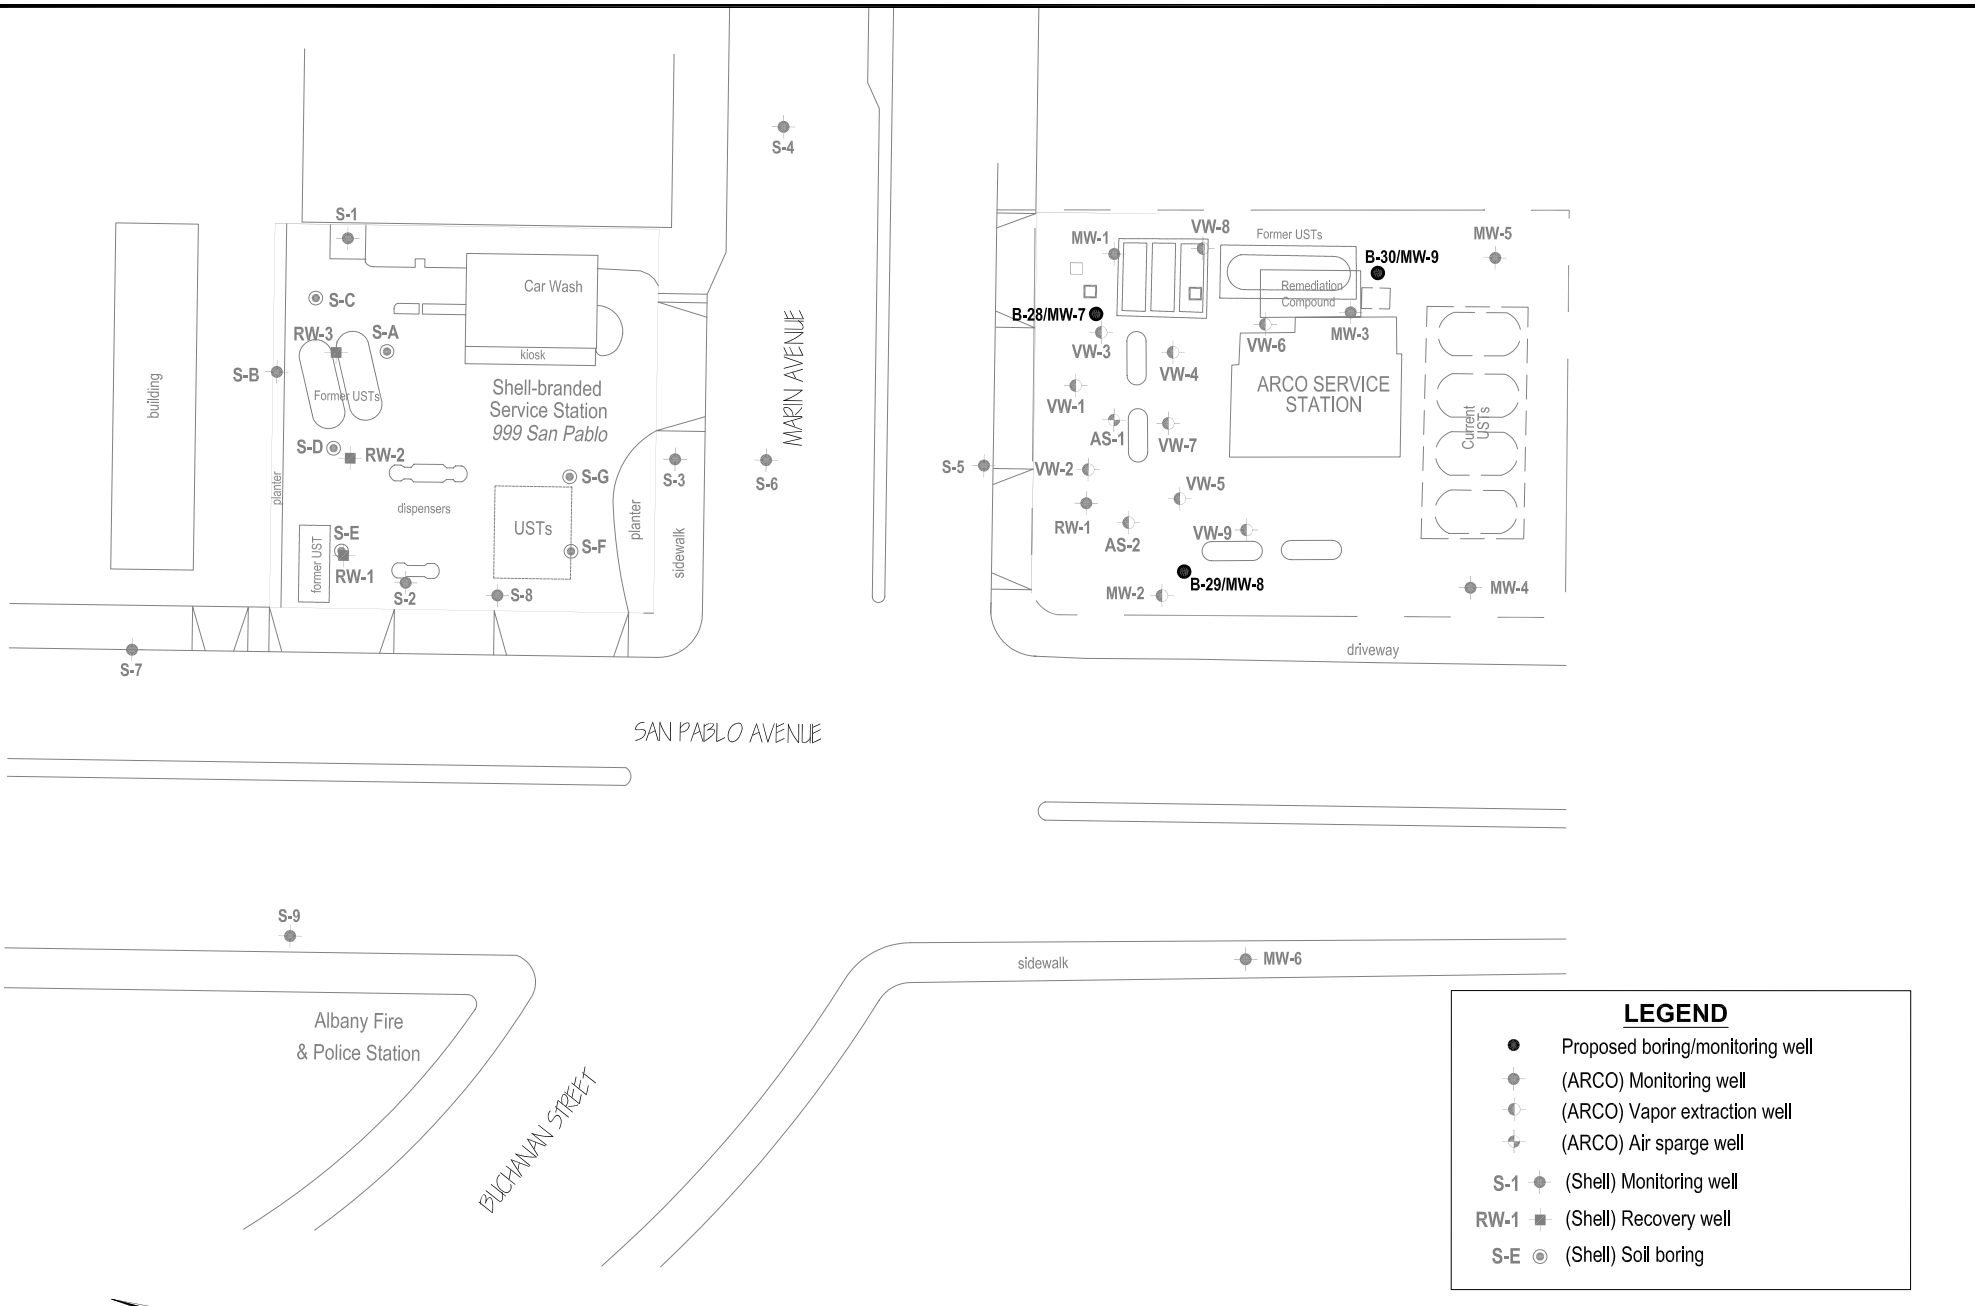 S-4
S-1
S-C
RW-3
S-A
S-B
Former USTs
Car Wash
kiosk
Shell-branded
Service Station
999 San Pablo
building
planter
S-D
RW-2
dispensers
S-G
USTs
S-F
former UST
S-E
RW-1
S-2
S-8
planter
sidewalk
S-3
S-6
S-7
MARIN AVENUE
MW-1
VW-8
Former USTs
B-30/MW-9
MW-5
Remediation
Compound
B-28/MW-7
VW-3
VW-4
VW-6
MW-3
VW-1
ARCO SERVICE
STATION
AS-1
VW-7
Current
USTs
S-5
VW-2
VW-5
RW-1
AS-2
VW-9
MW-2
B-29/MW-8
MW-4
driveway
SAN PABLO AVENUE
S-9
sidewalk
MW-6
Albany Fire
& Police Station
BUCHANAN STREET
LEGEND
Proposed boring/monitoring well
(ARCO) Monitoring well
(ARCO) Vapor extraction well
(ARCO) Air sparge well
S-1 (Shell) Monitoring well
RW-1 (Shell) Recovery well
S-E (Shell) Soil boring